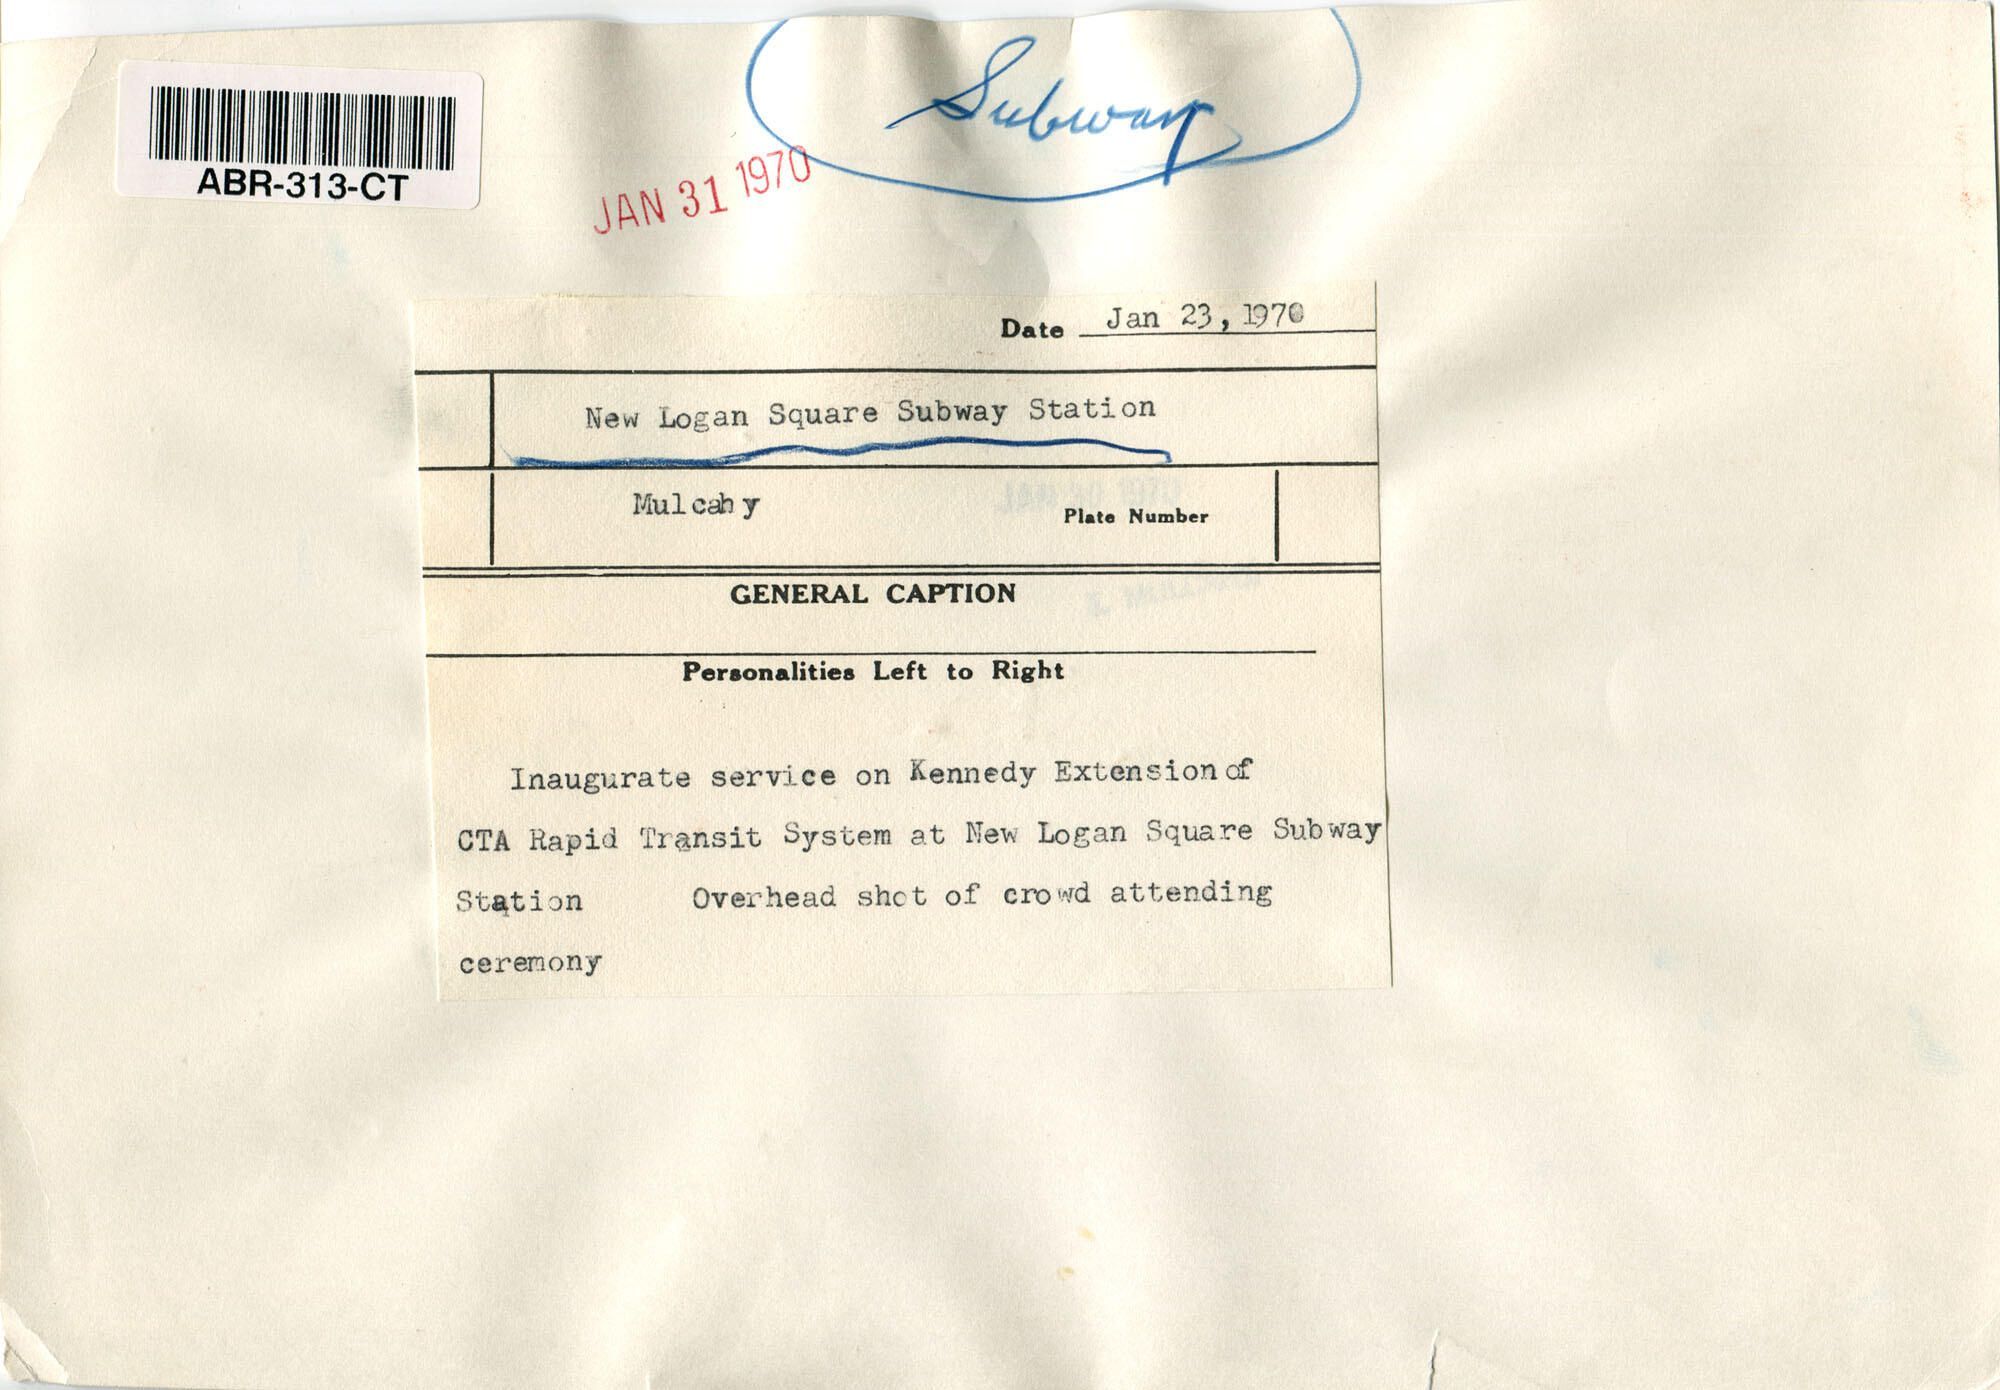 Subway
ABR-313-CT
JAN 31 1970
Date Jan 23, 1970
New Logan Square Subway Station
Mulcahy
Plate Number
GENERAL CAPTION
Personalities Left to Right
Inaugurate service on Kennedy Extension of
CTA Rapid Transit System at New Logan Square Subway
Station Overhead shot of crowd attending
ceremony